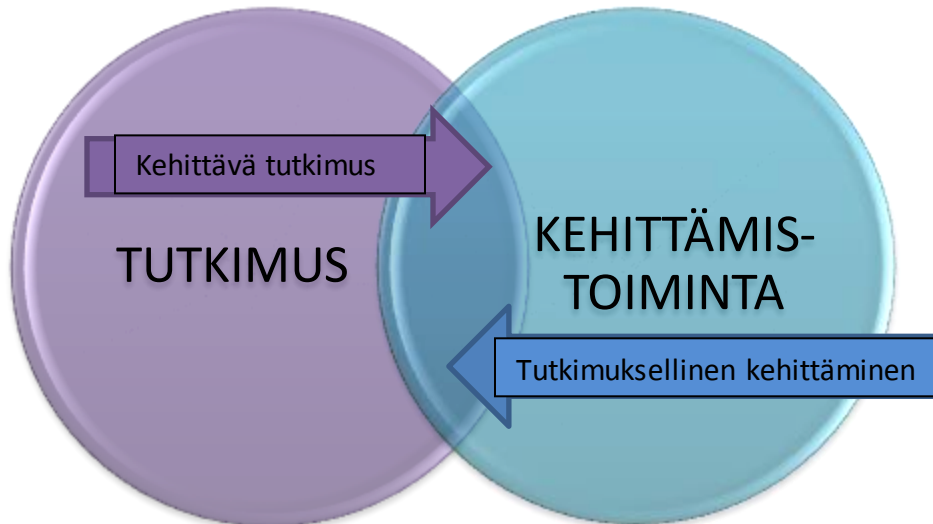 Kehittävä tutkimus
TUTKIMUS
KEHITTÄMIS-
TOIMINTA
Tutkimuksellinen kehittäminen